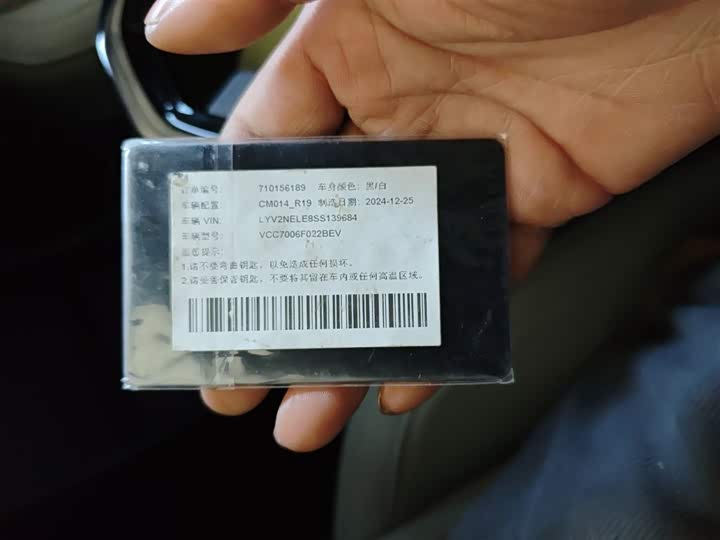 订单编号: 710156189 车身颜色: 黑/白
车辆配置: CM014_R19 制造日期: 2024-12-25
车辆 VIN: LYV2NELE8SS139684
车辆型号: VCC7006F022BEV
温馨提示:
1.请不要弯曲钥匙，以免造成任何损坏。
2.请妥善保管钥匙，不要将其留在车内或任何高温区域。